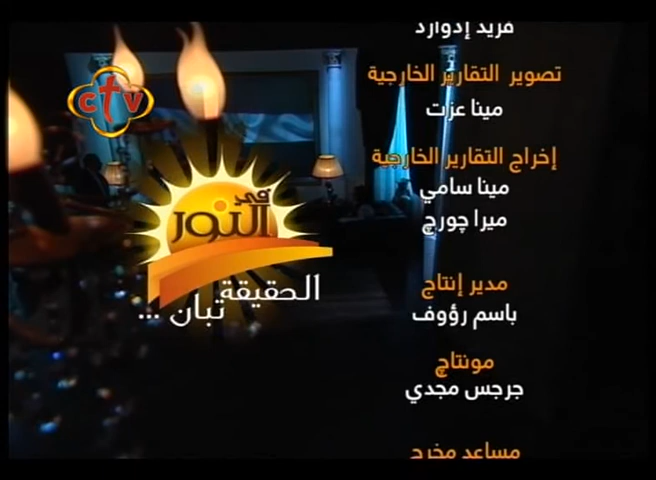 فريد إدوارد
تصوير التقارير الخارجية
مينا عزت
إخراج التقارير الخارجية
مينا سامي
ميرا چورچ
مدير إنتاج
باسم رؤوف
مونتاچ
جرجس مجدي
مساعد مخرج
ctv
في النور
الحقيقة
تبان ...